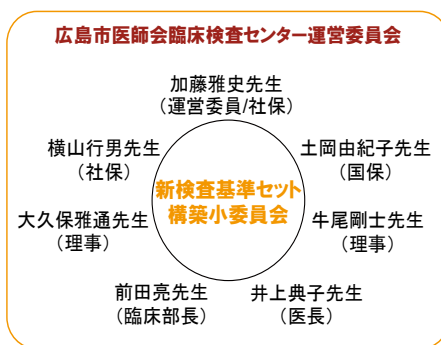 広島市医師会臨床検査センター運営委員会
加藤雅史先生
(運営委員/社保)
横山行男先生
(社保)
土岡由紀子先生
(国保)
新検査基準セット
構築小委員会
大久保雅通先生
(理事)
牛尾剛士先生
(理事)
前田亮先生
(臨床部長)
井上典子先生
(医長)